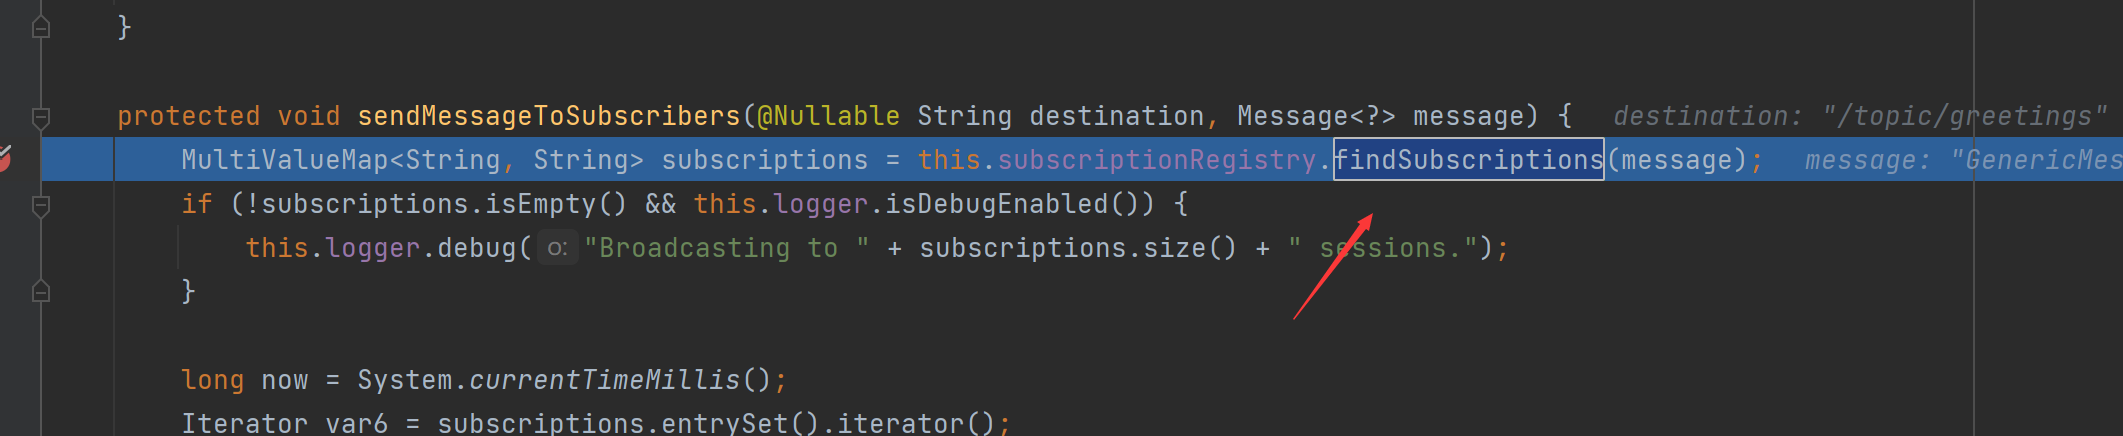 }
protected void sendMessageToSubscribers(@Nullable String destination, Message<?> message) { destination: "/topic/greetings"
MultiValueMap<String, String> subscriptions = this.subscriptionRegistry.findSubscriptions(message); message: "GenericMes
if (!subscriptions.isEmpty() && this.logger.isDebugEnabled()) {
this.logger.debug( o: "Broadcasting to " + subscriptions.size() + " sessions.");
}
long now = System.currentTimeMillis();
Iterator var6 = subscriptions.entrySet().iterator();